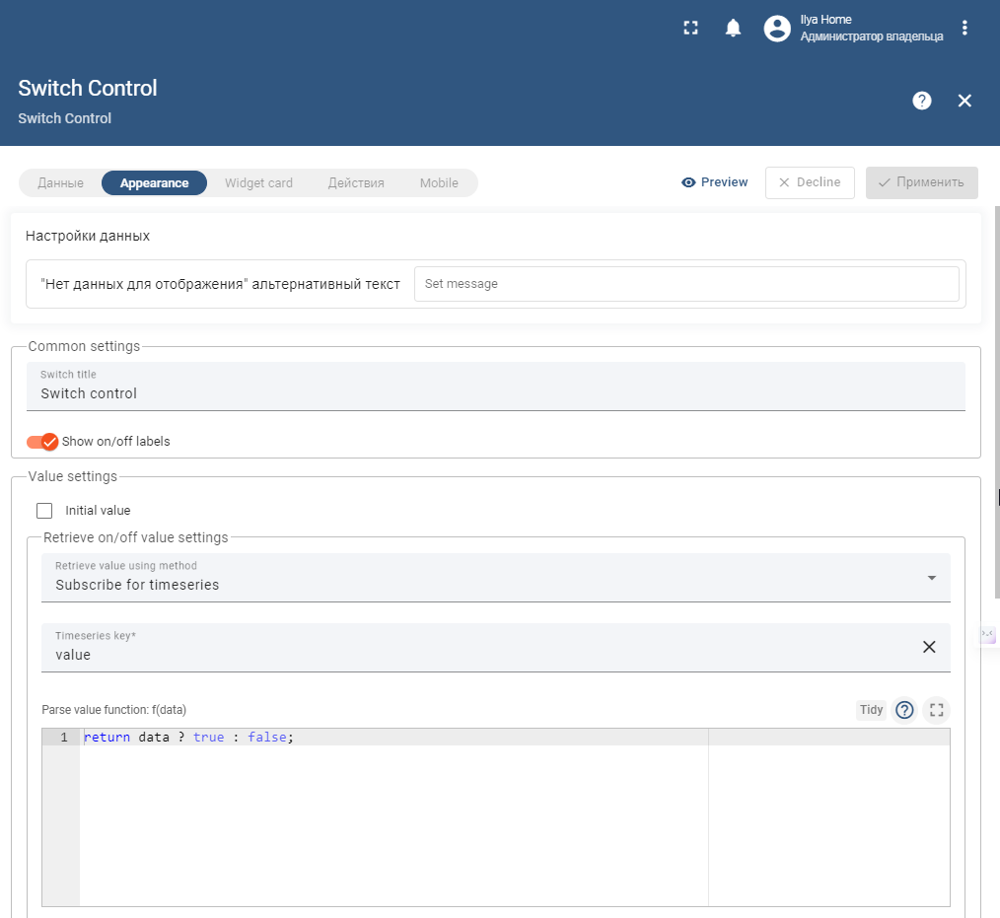 Ilya Home
Администратор владельца
Switch Control
Switch Control
Данные Appearance Widget card Действия Mobile Preview Decline Применить
Настройки данных
"Нет данных для отображения" альтернативный текст Set message
Common settings
Switch title
Switch control
Show on/off labels
Value settings
Initial value
Retrieve on/off value settings
Retrieve value using method
Subscribe for timeseries
Timeseries key*
value
Parse value function: f(data) Tidy
1 return data ? true : false;